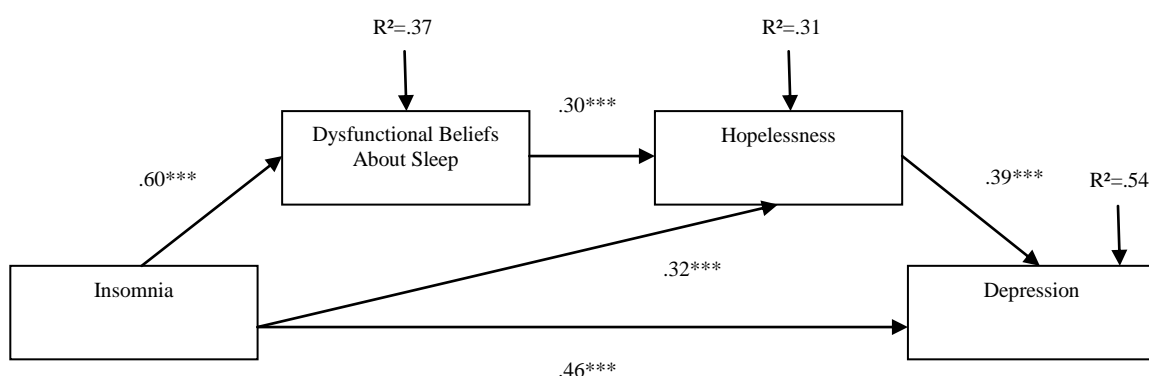 R²=.37
R²=.31
Dysfunctional Beliefs
About Sleep
.30***
Hopelessness
.60***
.39***
R²=.54
Insomnia
.32***
Depression
.46***